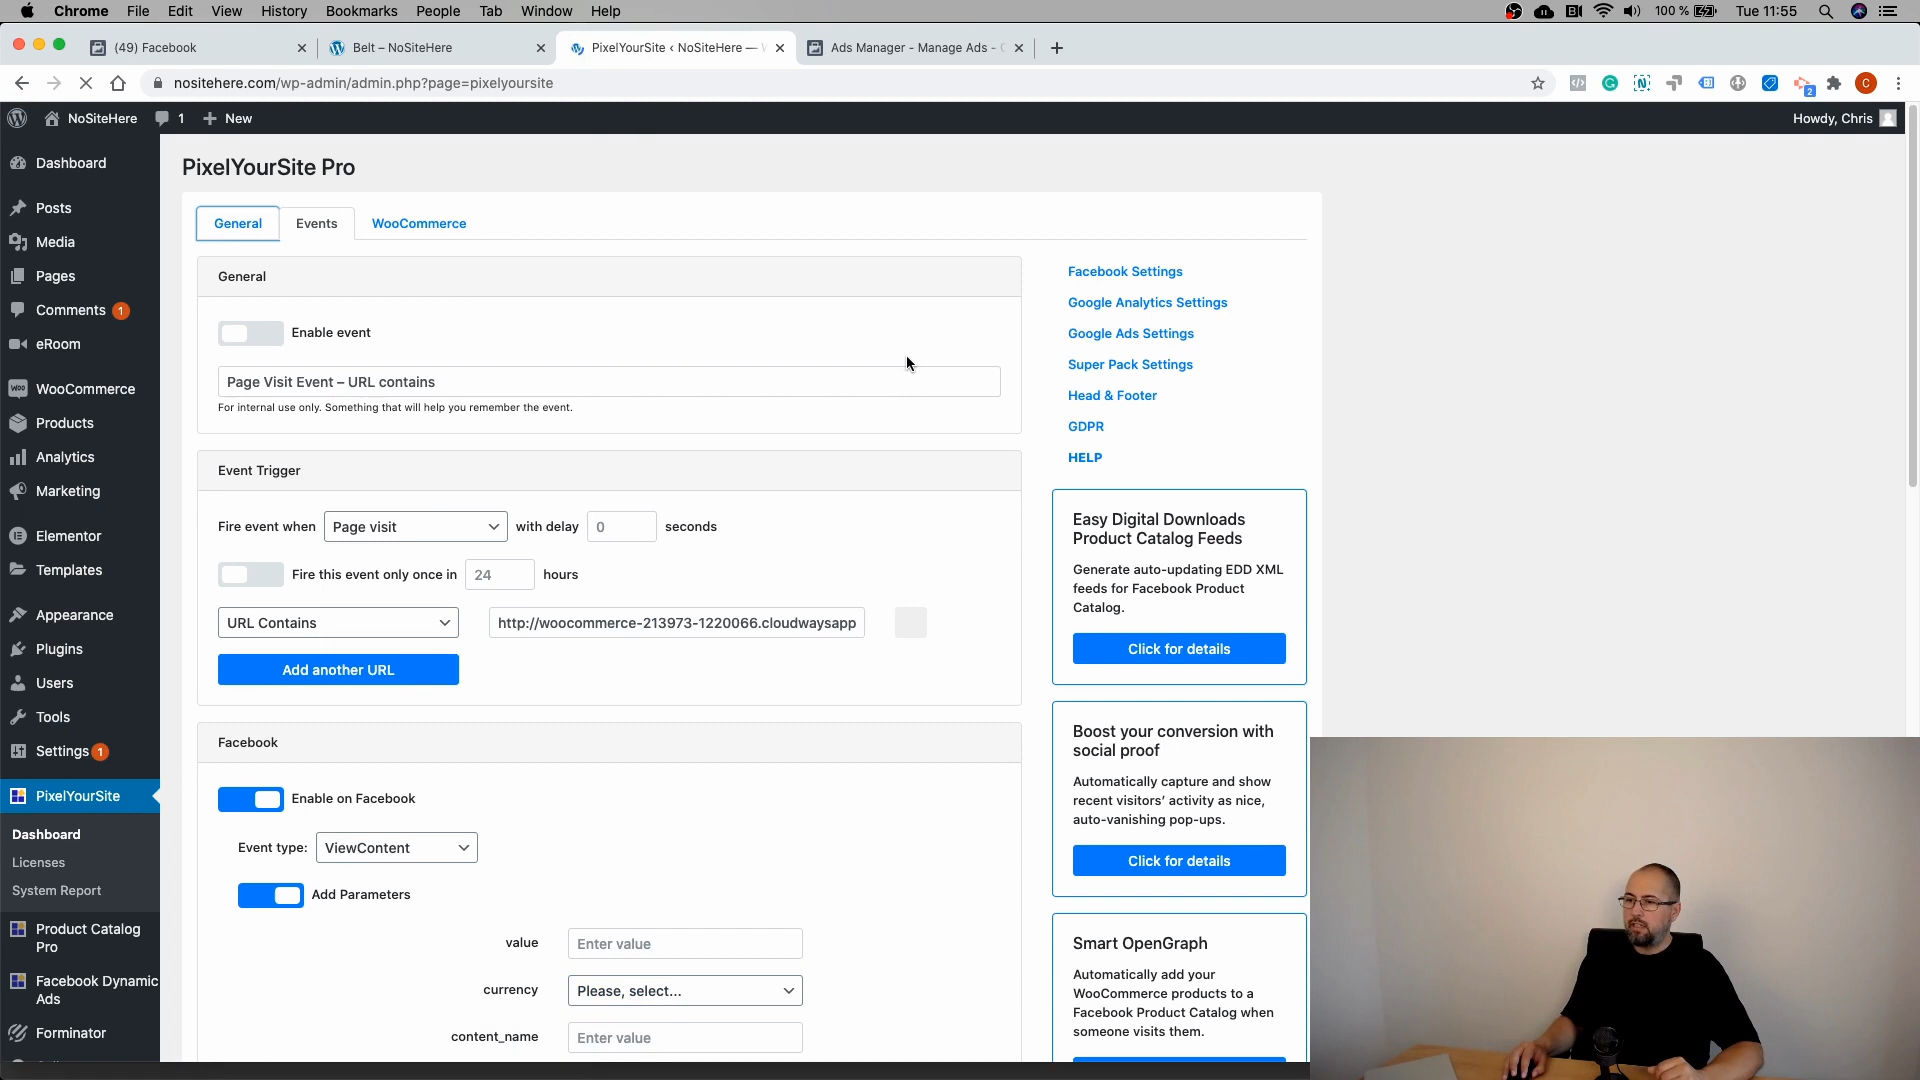 Chrome File Edit View History Bookmarks People Tab Window Help 100 % Tue 11:55
(49) Facebook Belt – NoSiteHere PixelYourSite ‹ NoSiteHere — Ads Manager - Manage Ads -
nositehere.com/wp-admin/admin.php?page=pixelyoursite
2
C
NoSiteHere 1 New Howdy, Chris
Dashboard
Posts
Media
Pages
Comments 1
eRoom
WOO WooCommerce
Products
Analytics
Marketing
Elementor
Templates
Appearance
Plugins
Users
Tools
Settings 1
PixelYourSite
Dashboard
Licenses
System Report
Product Catalog
Pro
Facebook Dynamic
Ads
Forminator
PixelYourSite Pro
General Events WooCommerce
General
Enable event
Page Visit Event – URL contains
For internal use only. Something that will help you remember the event.
Event Trigger
Fire event when Page visit with delay 0 seconds
Fire this event only once in 24 hours
URL Contains http://woocommerce-213973-1220066.cloudwaysapp
Add another URL
Facebook
Enable on Facebook
Event type: ViewContent
Add Parameters
value Enter value
currency Please, select...
content_name Enter value
Facebook Settings
Google Analytics Settings
Google Ads Settings
Super Pack Settings
Head & Footer
GDPR
HELP
Easy Digital Downloads
Product Catalog Feeds
Generate auto-updating EDD XML
feeds for Facebook Product
Catalog.
Click for details
Boost your conversion with
social proof
Automatically capture and show
recent visitors’ activity as nice,
auto-vanishing pop-ups.
Click for details
Smart OpenGraph
Automatically add your
WooCommerce products to a
Facebook Product Catalog when
someone visits them.